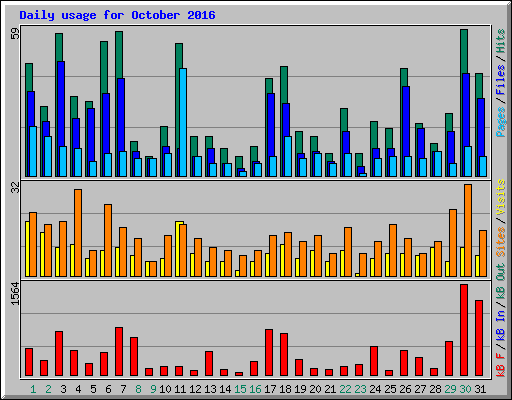 Daily usage for October 2016
59
32
1564
Pages / Files / Hits
Sites / Visits
kB F / kB In / kB Out
1 2 3 4 5 6 7 8 9 10 11 12 13 14 15 16 17 18 19 20 21 22 23 24 25 26 27 28 29 30 31